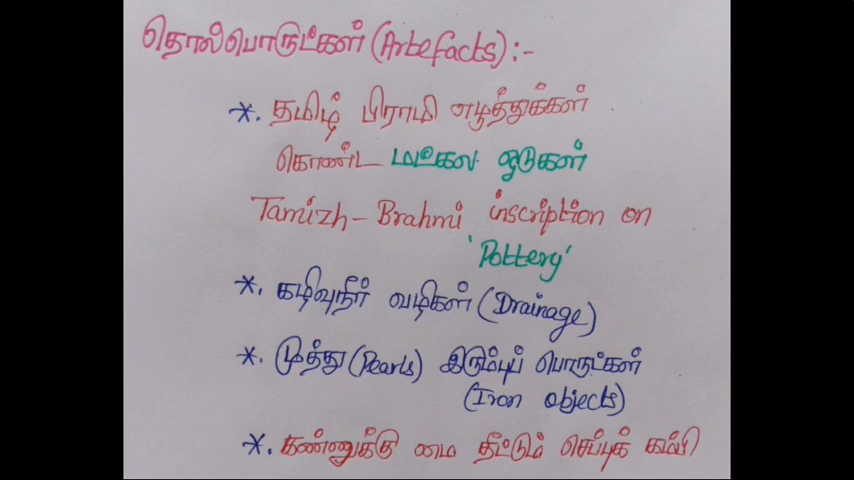 தொல்பொருட்கள் (Artefacts) :-
*. தமிழ் பிராமி எழுத்துக்கள்
கொண்ட மட்கல ஓடுகள்
Tamizh - Brahmi inscription on
'Pottery'
*. கழிவுநீர் வழிகள் (Drainage)
*. முத்து (Pearls) இரும்புப் பொருட்கள்
(Iron objects)
*. கண்ணுக்கு மை தீட்டும் செப்புக் கம்பி